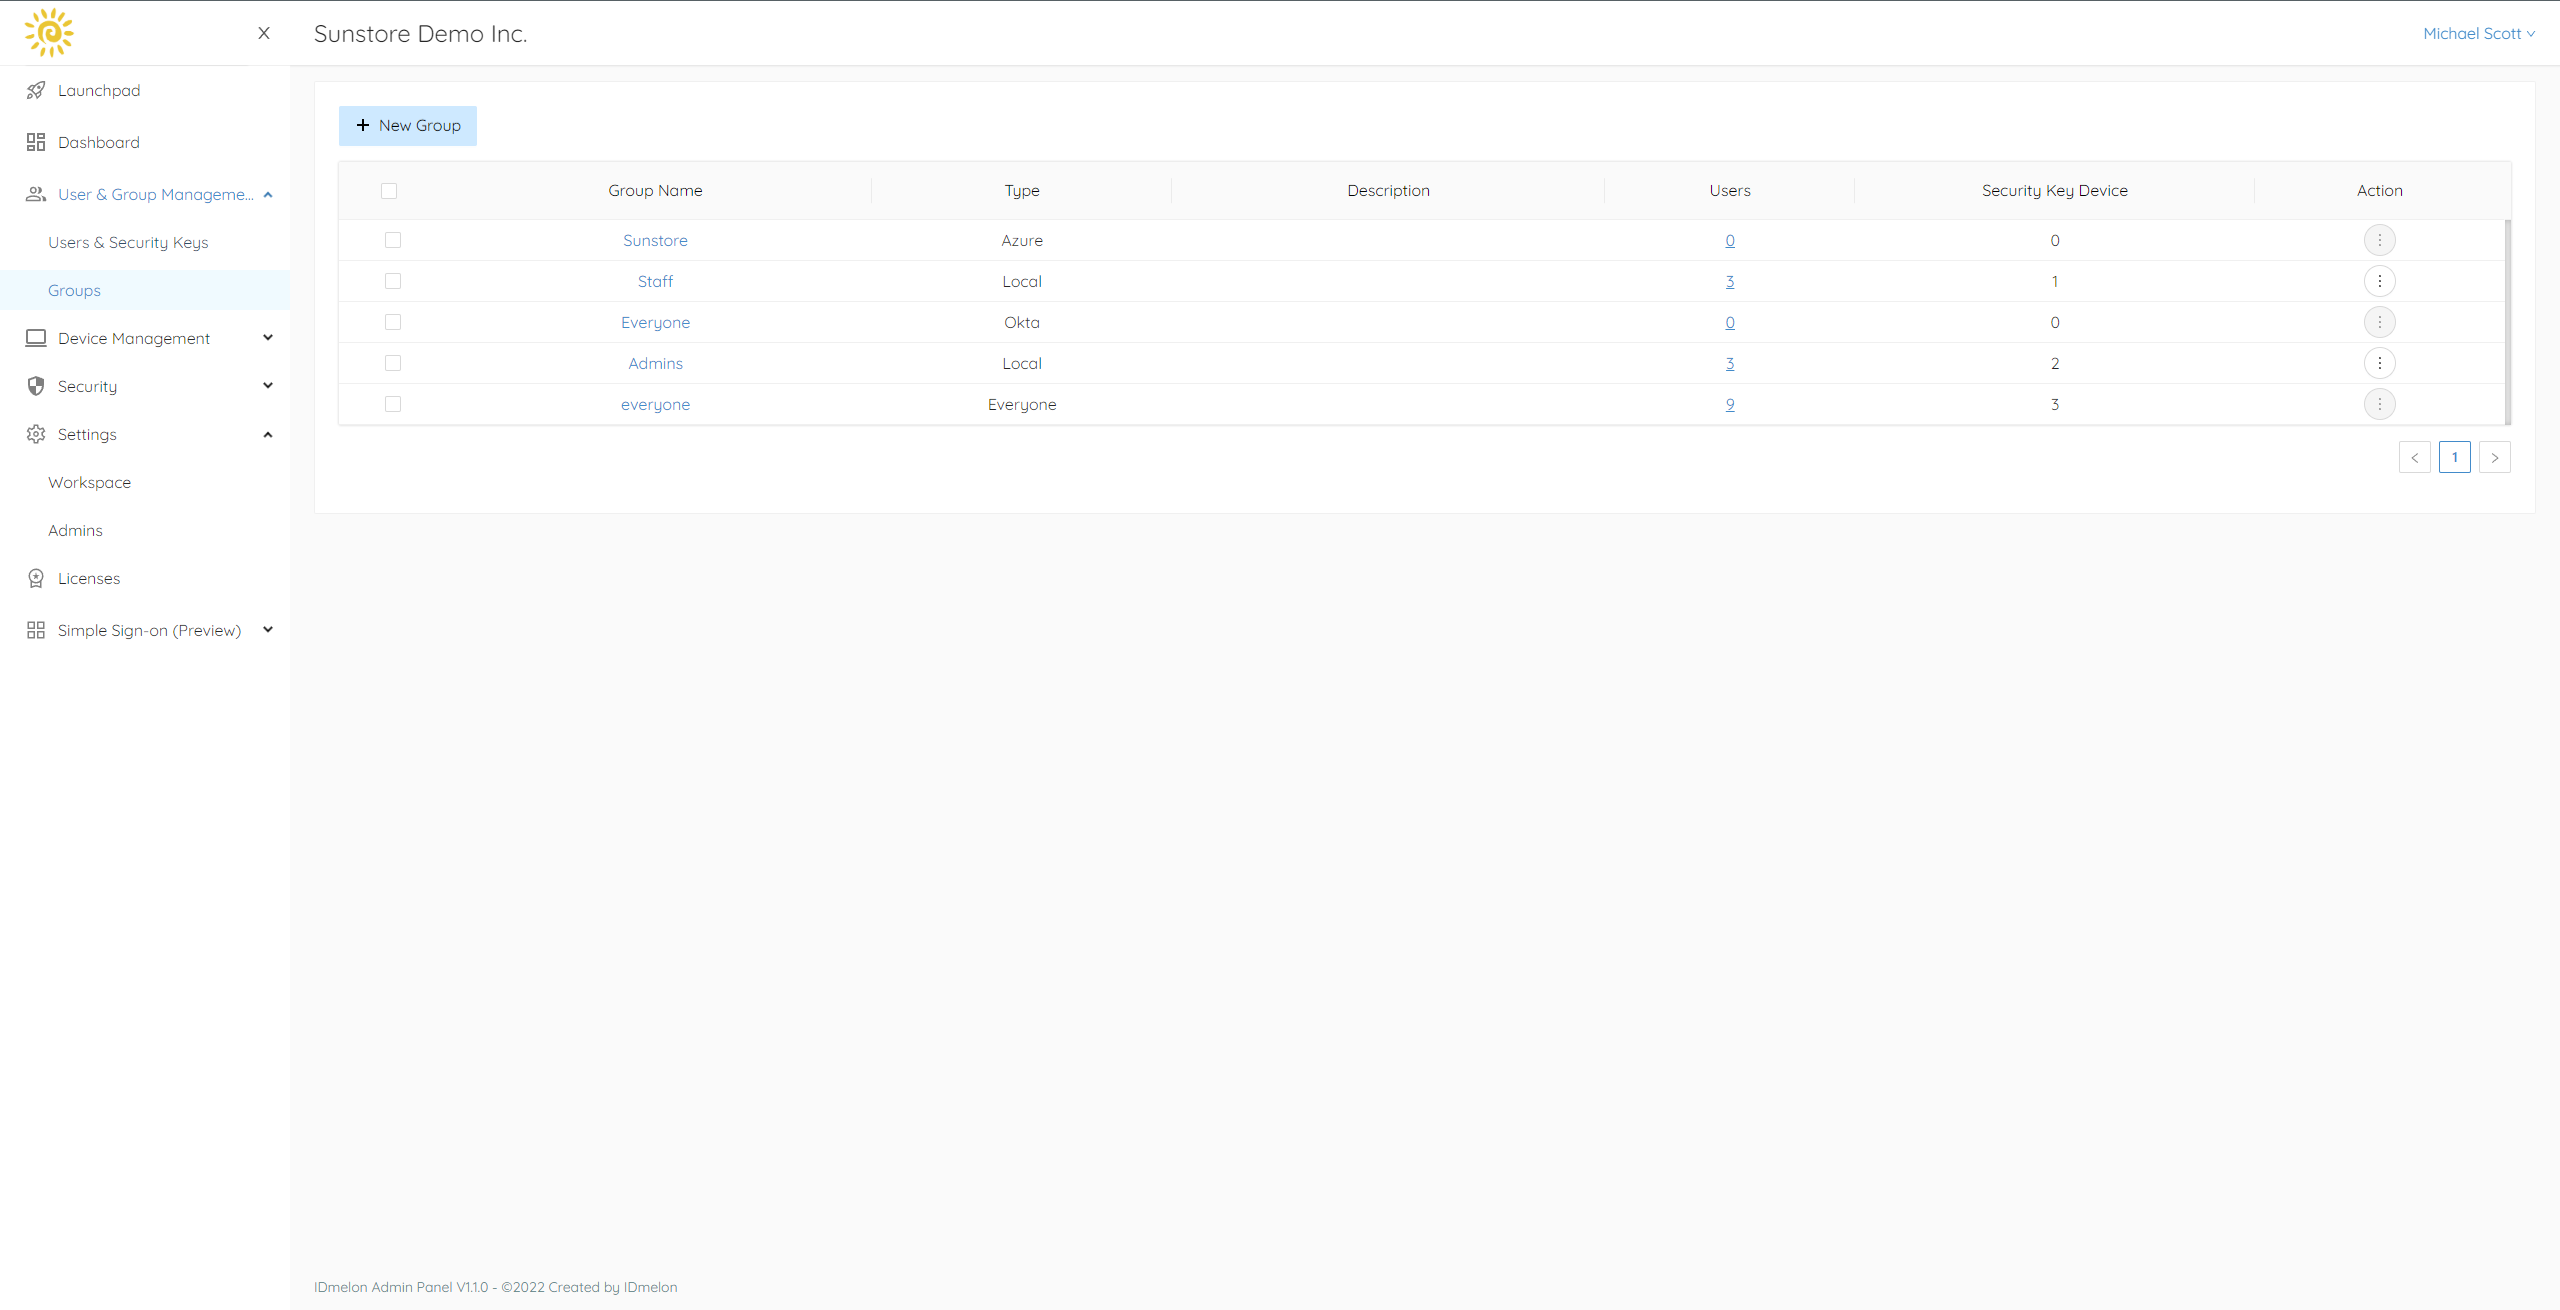 Sunstore Demo Inc.
Michael Scott
Launchpad
Dashboard
User & Group Manageme...
Users & Security Keys
Groups
Device Management
Security
Settings
Workspace
Admins
Licenses
Simple Sign-on (Preview)
+ New Group
Group Name Type Description Users Security Key Device Action
Sunstore Azure 0 0
Staff Local 3 1
Everyone Okta 0 0
Admins Local 3 2
everyone Everyone 9 3
< 1 >
IDmelon Admin Panel V1.1.0 - ©2022 Created by IDmelon